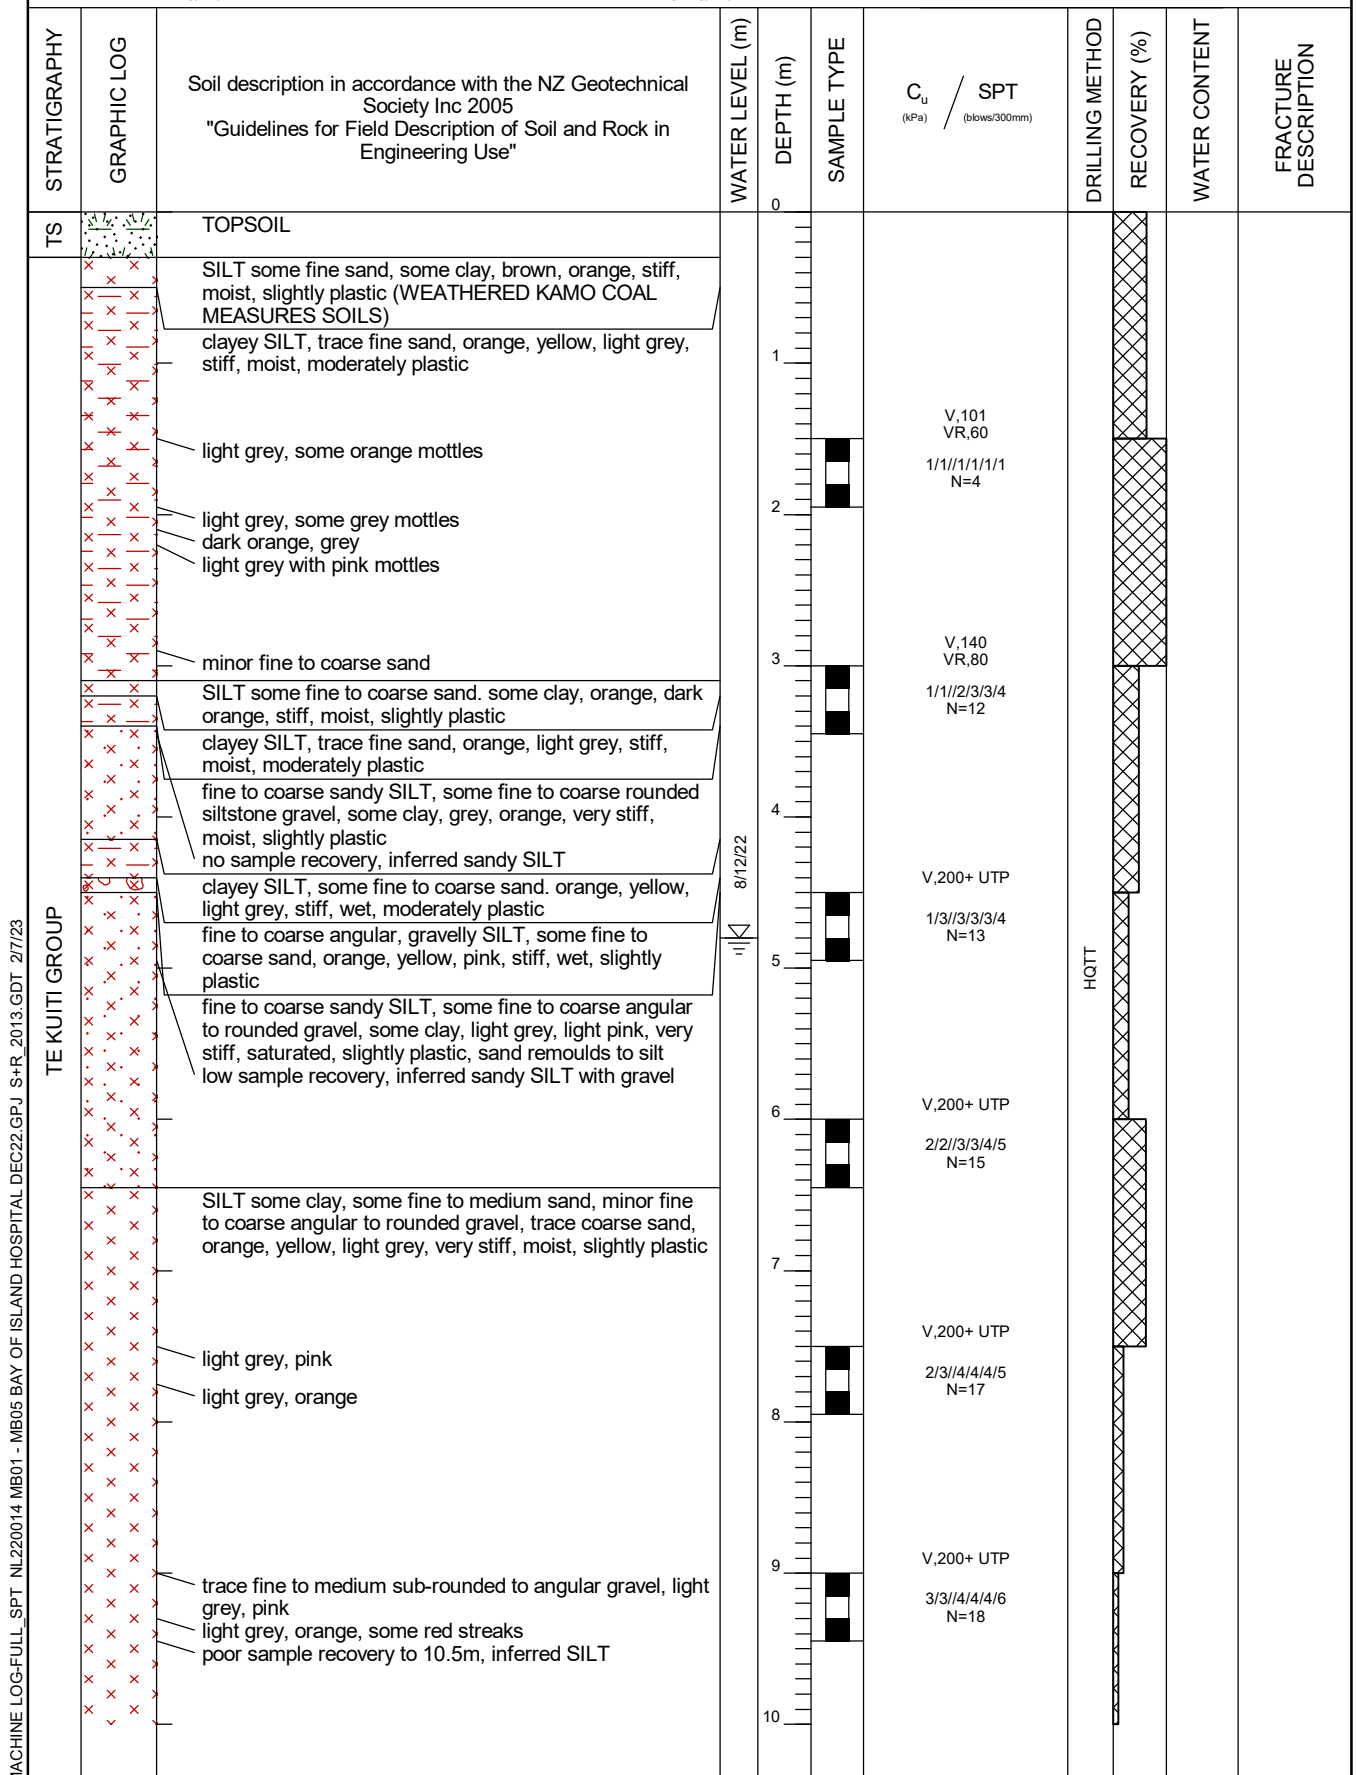 STRATIGRAPHY
GRAPHIC LOG
Soil description in accordance with the NZ Geotechnical
Society Inc 2005
"Guidelines for Field Description of Soil and Rock in
Engineering Use"
WATER LEVEL (m)
DEPTH (m)
SAMPLE TYPE
Cu / SPT
(kPa) (blows/300mm)
DRILLING METHOD
RECOVERY (%)
WATER CONTENT
FRACTURE
DESCRIPTION
0
TS
TOPSOIL
SILT some fine sand, some clay, brown, orange, stiff,
moist, slightly plastic (WEATHERED KAMO COAL
MEASURES SOILS)
clayey SILT, trace fine sand, orange, yellow, light grey,
stiff, moist, moderately plastic
1
V,101
VR,60
light grey, some orange mottles
1/1//1/1/1/1
N=4
2
light grey, some grey mottles
dark orange, grey
light grey with pink mottles
V,140
VR,80
minor fine to coarse sand
3
SILT some fine to coarse sand. some clay, orange, dark
orange, stiff, moist, slightly plastic
1/1//2/3/3/4
N=12
clayey SILT, trace fine sand, orange, light grey, stiff,
moist, moderately plastic
fine to coarse sandy SILT, some fine to coarse rounded
siltstone gravel, some clay, grey, orange, very stiff,
moist, slightly plastic
4
no sample recovery, inferred sandy SILT
8/12/22
V,200+ UTP
clayey SILT, some fine to coarse sand. orange, yellow,
light grey, stiff, wet, moderately plastic
1/3//3/3/3/4
N=13
fine to coarse angular, gravelly SILT, some fine to
coarse sand, orange, yellow, pink, stiff, wet, slightly
plastic
5
HQTT
TE KUITI GROUP
fine to coarse sandy SILT, some fine to coarse angular
to rounded gravel, some clay, light grey, light pink, very
stiff, saturated, slightly plastic, sand remoulds to silt
low sample recovery, inferred sandy SILT with gravel
V,200+ UTP
6
2/2//3/3/4/5
N=15
SILT some clay, some fine to medium sand, minor fine
to coarse angular to rounded gravel, trace coarse sand,
orange, yellow, light grey, very stiff, moist, slightly plastic
7
V,200+ UTP
light grey, pink
2/3//4/4/4/5
N=17
light grey, orange
8
V,200+ UTP
9
trace fine to medium sub-rounded to angular gravel, light
grey, pink
3/3//4/4/4/6
N=18
light grey, orange, some red streaks
poor sample recovery to 10.5m, inferred SILT
10
MACHINE LOG-FULL_SPT NL220014 MB01 - MB05 BAY OF ISLAND HOSPITAL DEC22.GPJ S+R_2013.GDT 2/7/23